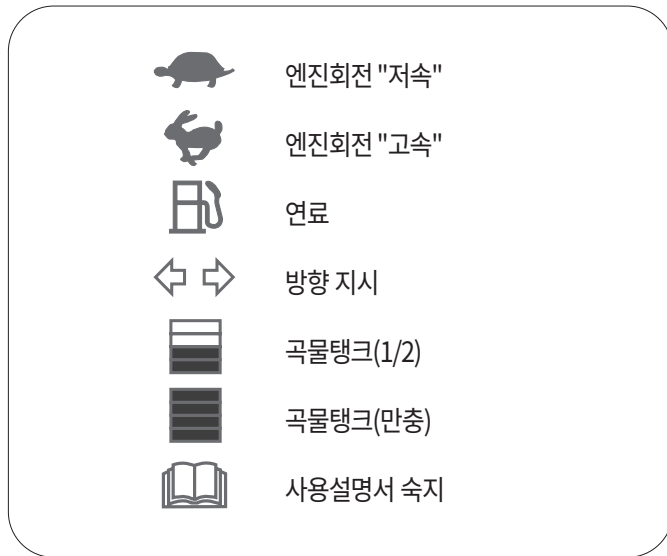 엔진회전 "저속"
엔진회전 "고속"
연료
방향 지시
곡물탱크(1/2)
곡물탱크(만충)
사용설명서 숙지